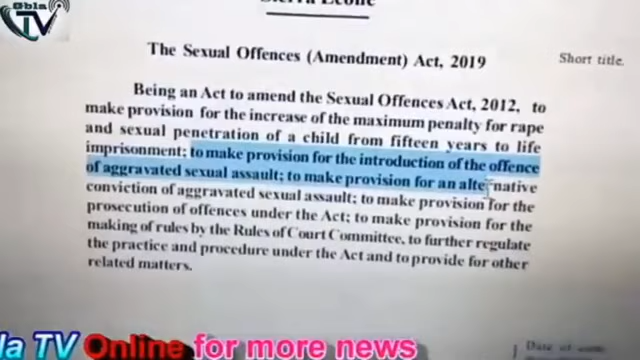 Gbla
TV
Sierra Leone
The Sexual Offences (Amendment) Act, 2019
Short title.
Being an Act to amend the Sexual Offences Act, 2012, to
make provision for the increase of the maximum penalty for rape
and sexual penetration of a child from fifteen years to life
imprisonment; to make provision for the introduction of the offence
of aggravated sexual assault; to make provision for an alternative
conviction of aggravated sexual assault; to make provision for the
prosecution of offences under the Act; to make provision for the
making of rules by the Rules of Court Committee, to further regulate
the practice and procedure under the Act and to provide for other
related matters.
la TV Online for more news
Date of